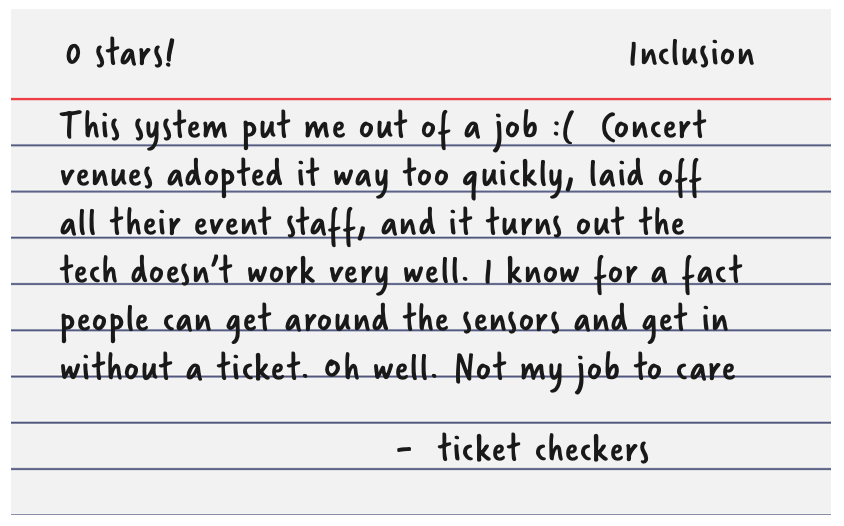 0 stars! Inclusion
This system put me out of a job :( Concert
venues adopted it way too quickly, laid off
all their event staff, and it turns out the
tech doesn't work very well. I know for a fact
people can get around the sensors and get in
without a ticket. Oh well. Not my job to care
- ticket checkers